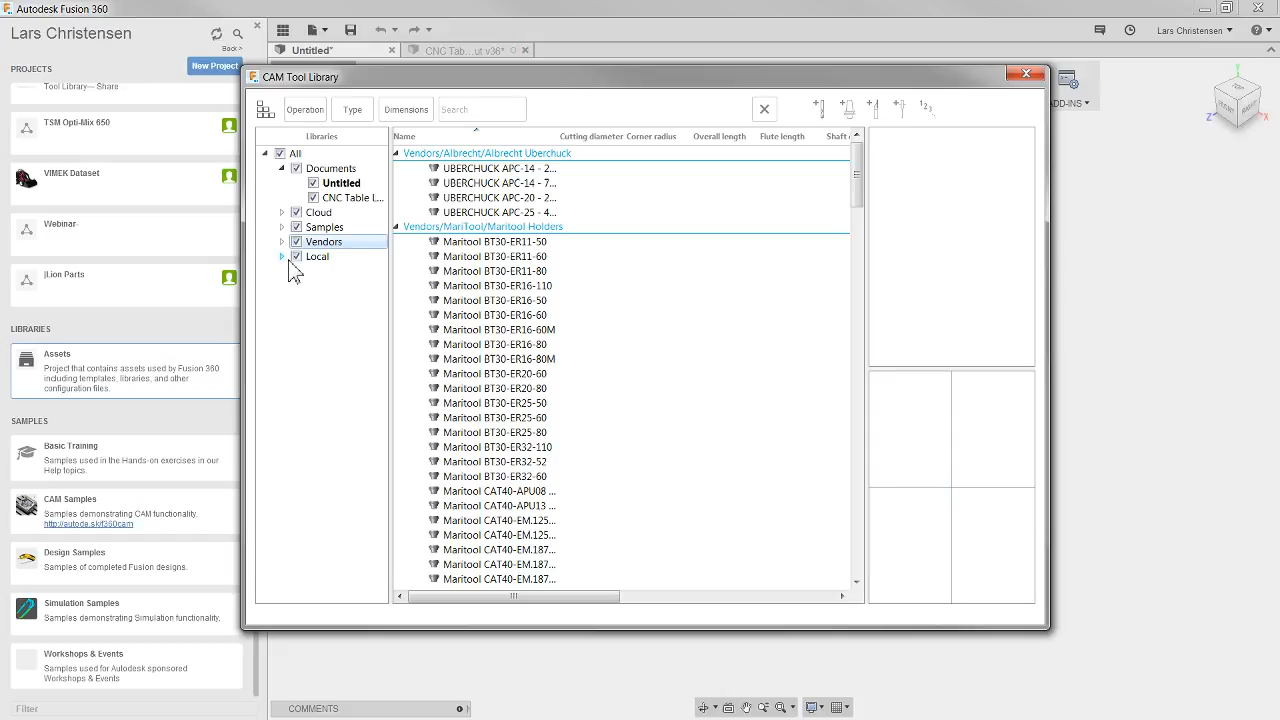 Autodesk Fusion 360
Lars Christensen
Back >
PROJECTS
New Project
Tool Library— Share
TSM Opti-Mix 650
VIMEK Dataset
Webinar
|Lion Parts
LIBRARIES
Assets
Project that contains assets used by Fusion 360
including templates, libraries, and other
configuration files.
SAMPLES
Basic Training
Samples used in the Hands-on exercises in our
Help topics.
CAM Samples
Samples demonstrating CAM functionality.
http://autode.sk/f360cam
Design Samples
Samples of completed Fusion designs.
Simulation Samples
Samples demonstrating Simulation functionality.
Workshops & Events
Samples used for Autodesk sponsored
Workshops & Events
Filter
Untitled*
CNC Tab...ut v36*
Lars Christensen
ADD-INS
TOP
FRONT
RIGHT
Y
Z
X
CAM Tool Library
Operation
Type
Dimensions
Search
Libraries
All
Documents
Untitled
CNC Table L...
Cloud
Samples
Vendors
Local
Name Cutting diameter Corner radius Overall length Flute length Shaft
Vendors/Albrecht/Albrecht Uberchuck
UBERCHUCK APC-14 - 2...
UBERCHUCK APC-14 - 7...
UBERCHUCK APC-20 - 2...
UBERCHUCK APC-25 - 4...
Vendors/MariTool/Maritool Holders
Maritool BT30-ER11-50
Maritool BT30-ER11-60
Maritool BT30-ER11-80
Maritool BT30-ER16-110
Maritool BT30-ER16-50
Maritool BT30-ER16-60
Maritool BT30-ER16-60M
Maritool BT30-ER16-80
Maritool BT30-ER16-80M
Maritool BT30-ER20-60
Maritool BT30-ER20-80
Maritool BT30-ER25-50
Maritool BT30-ER25-60
Maritool BT30-ER25-80
Maritool BT30-ER32-110
Maritool BT30-ER32-52
Maritool BT30-ER32-60
Maritool CAT40-APU08 ...
Maritool CAT40-APU13 ...
Maritool CAT40-EM.125...
Maritool CAT40-EM.125...
Maritool CAT40-EM.187...
Maritool CAT40-EM.187...
Maritool CAT40-EM.187...
COMMENTS